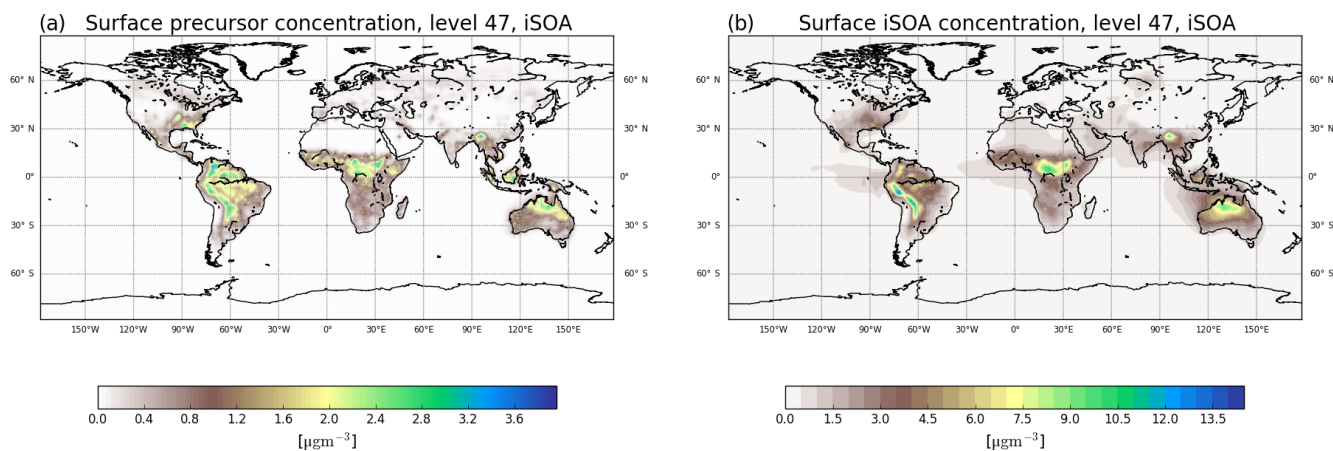 (a) Surface precursor concentration, level 47, iSOA
60° N 60° N
30° N 30° N
0° 0°
30° S 30° S
60° S 60° S
150°W 120°W 90°W 60°W 30°W 0° 30°E 60°E 90°E 120°E 150°E
0.0 0.4 0.8 1.2 1.6 2.0 2.4 2.8 3.2 3.6
[μgm−3]
(b) Surface iSOA concentration, level 47, iSOA
60° N 60° N
30° N 30° N
0° 0°
30° S 30° S
60° S 60° S
150°W 120°W 90°W 60°W 30°W 0° 30°E 60°E 90°E 120°E 150°E
0.0 1.5 3.0 4.5 6.0 7.5 9.0 10.5 12.0 13.5
[μgm−3]